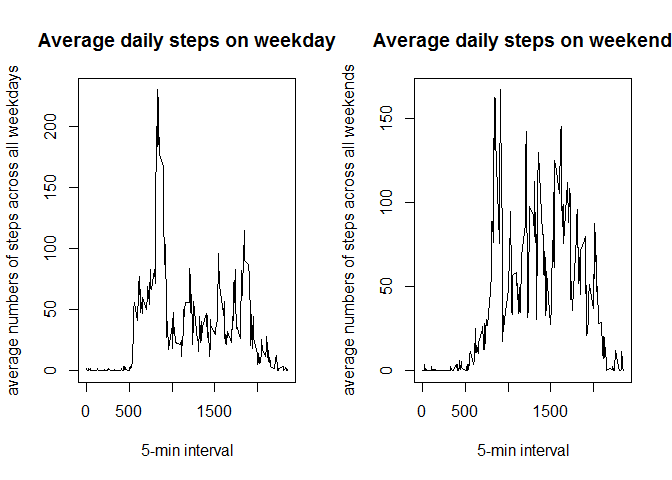 Average daily steps on weekday
average numbers of steps across all weekdays
200
150
100
50
0
0 500 1500
5-min interval
Average daily steps on weekend
average numbers of steps across all weekends
150
100
50
0
0 500 1500
5-min interval